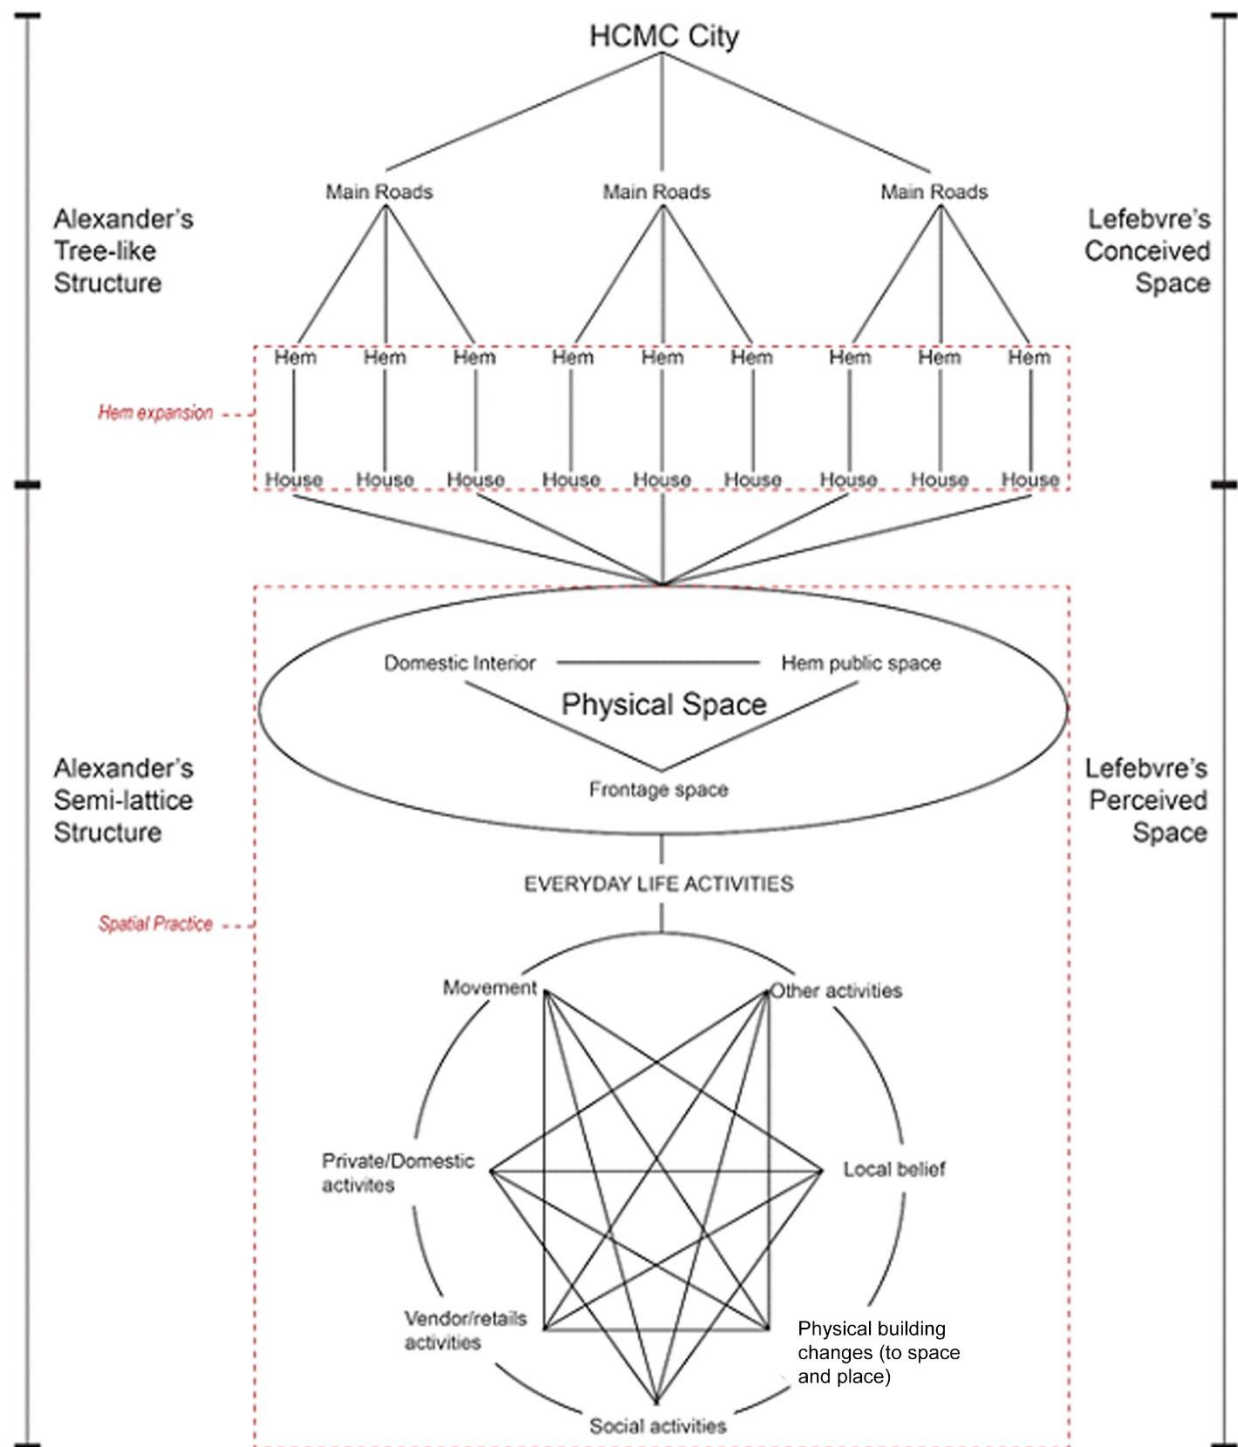 HCMC City
Main Roads
Main Roads
Main Roads
Alexander's
Tree-like
Structure
Lefebvre's
Conceived
Space
Hem
Hem
Hem
Hem
Hem
Hem
Hem
Hem
Hem
Hem expansion
House
House
House
House
House
House
House
House
House
Domestic Interior
Hem public space
Physical Space
Frontage space
Alexander's
Semi-lattice
Structure
Lefebvre's
Perceived
Space
EVERYDAY LIFE ACTIVITIES
Spatial Practice
Movement
Other activities
Private/Domestic
activites
Local belief
Vendor/retails
activities
Physical building
changes (to space
and place)
Social activities